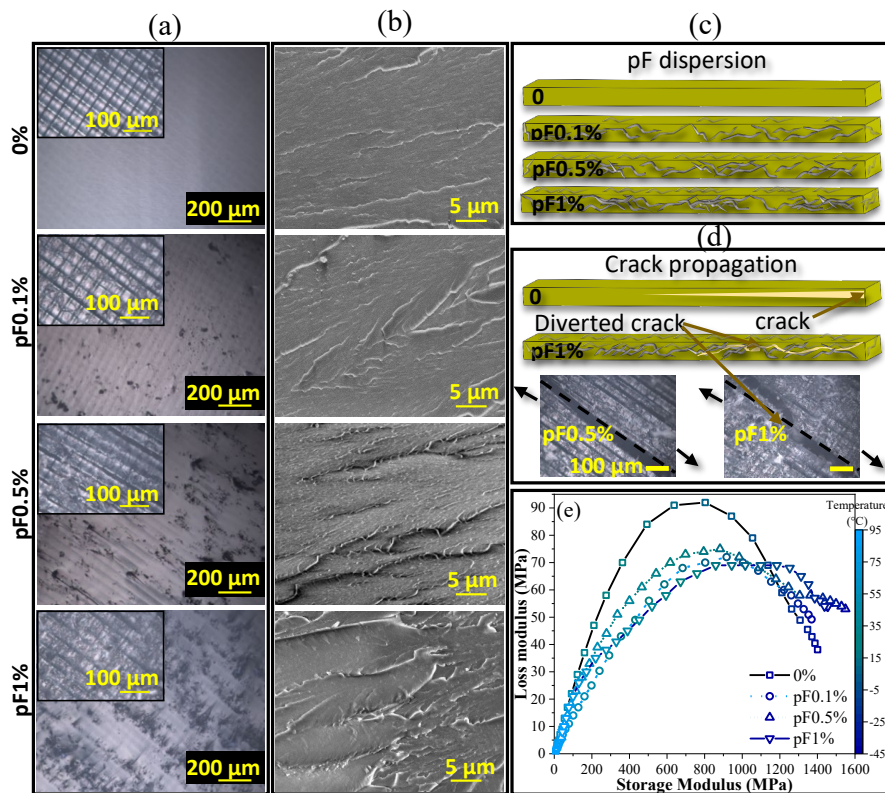 (a)
(b)
(c)
0%
100 µm
200 µm
5 µm
pF0.1%
100 µm
200 µm
5 µm
pF0.5%
100 µm
200 µm
5 µm
pF1%
100 µm
200 µm
5 µm
pF dispersion
0
pF0.1%
pF0.5%
pF1%
(d)
Crack propagation
0
Diverted crack
crack
pF1%
pF0.5%
100 µm
pF1%
(e)
Temperature
(°C)
95
75
55
35
15
-5
-25
-45
Loss modulus (MPa)
90
80
70
60
50
40
30
20
10
0
0%
pF0.1%
pF0.5%
pF1%
0 200 400 600 800 1000 1200 1400 1600
Storage Modulus (MPa)